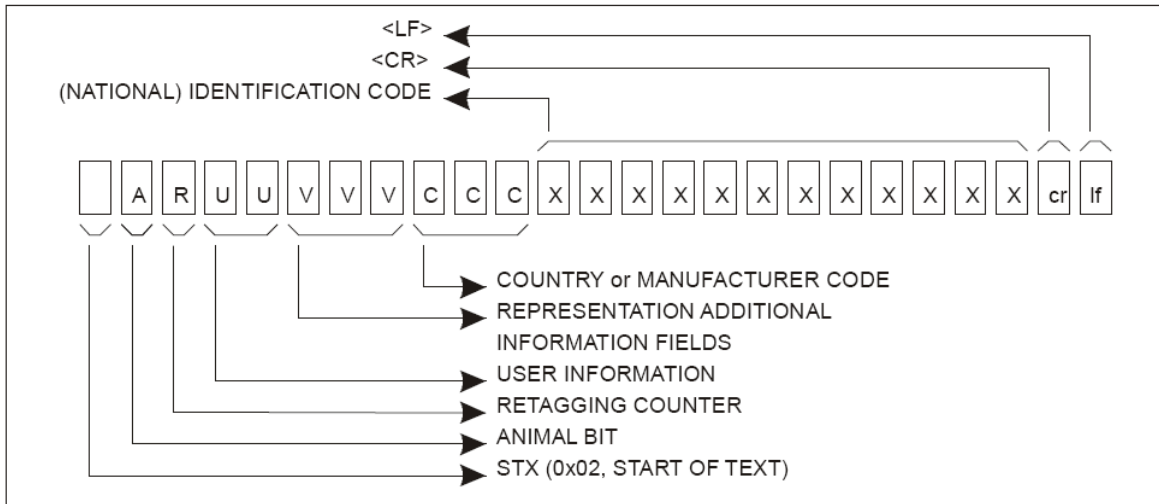 <LF>
<CR>
(NATIONAL) IDENTIFICATION CODE
A R U U V V V C C C X X X X X X X X X X X X cr lf
COUNTRY or MANUFACTURER CODE
REPRESENTATION ADDITIONAL
INFORMATION FIELDS
USER INFORMATION
RETAGGING COUNTER
ANIMAL BIT
STX (0x02, START OF TEXT)